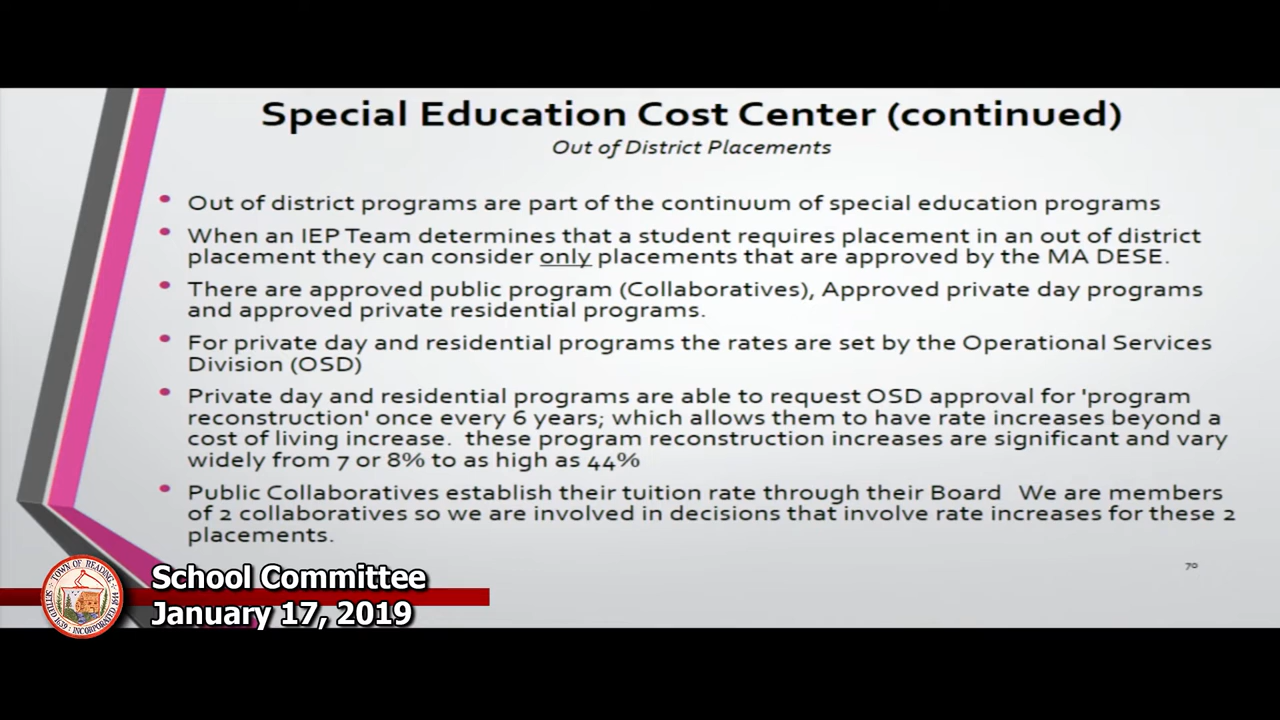 Special Education Cost Center (continued)
Out of District Placements
• Out of district programs are part of the continuum of special education programs
• When an IEP Team determines that a student requires placement in an out of district
placement they can consider only placements that are approved by the MA DESE.
• There are approved public program (Collaboratives), Approved private day programs
and approved private residential programs.
• For private day and residential programs the rates are set by the Operational Services
Division (OSD)
• Private day and residential programs are able to request OSD approval for 'program
reconstruction' once every 6 years; which allows them to have rate increases beyond a
cost of living increase.  these program reconstruction increases are significant and vary
widely from 7 or 8% to as high as 44%
• Public Collaboratives establish their tuition rate through their Board   We are members
of 2 collaboratives so we are involved in decisions that involve rate increases for these 2
placements.
70
TOWN OF READING
SETTLED 1639 : INCORPORATED 1644
School Committee
January 17, 2019